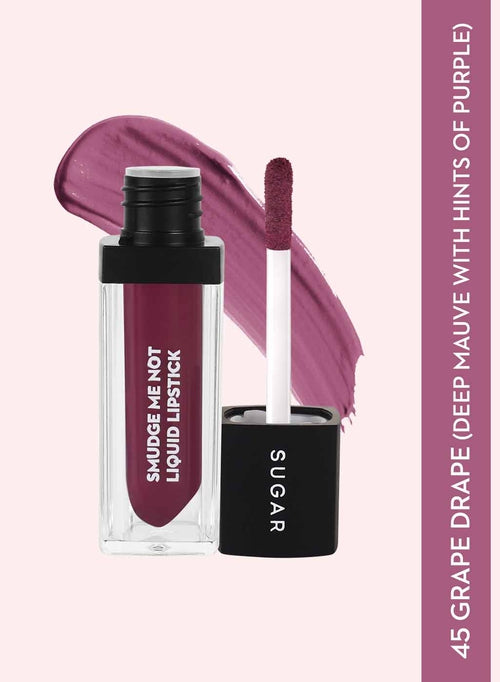 SMUDGE ME NOT
LIQUID LIPSTICK
SUGAR
45 GRAPE DRAPE (DEEP MAUVE WITH HINTS OF PURPLE)